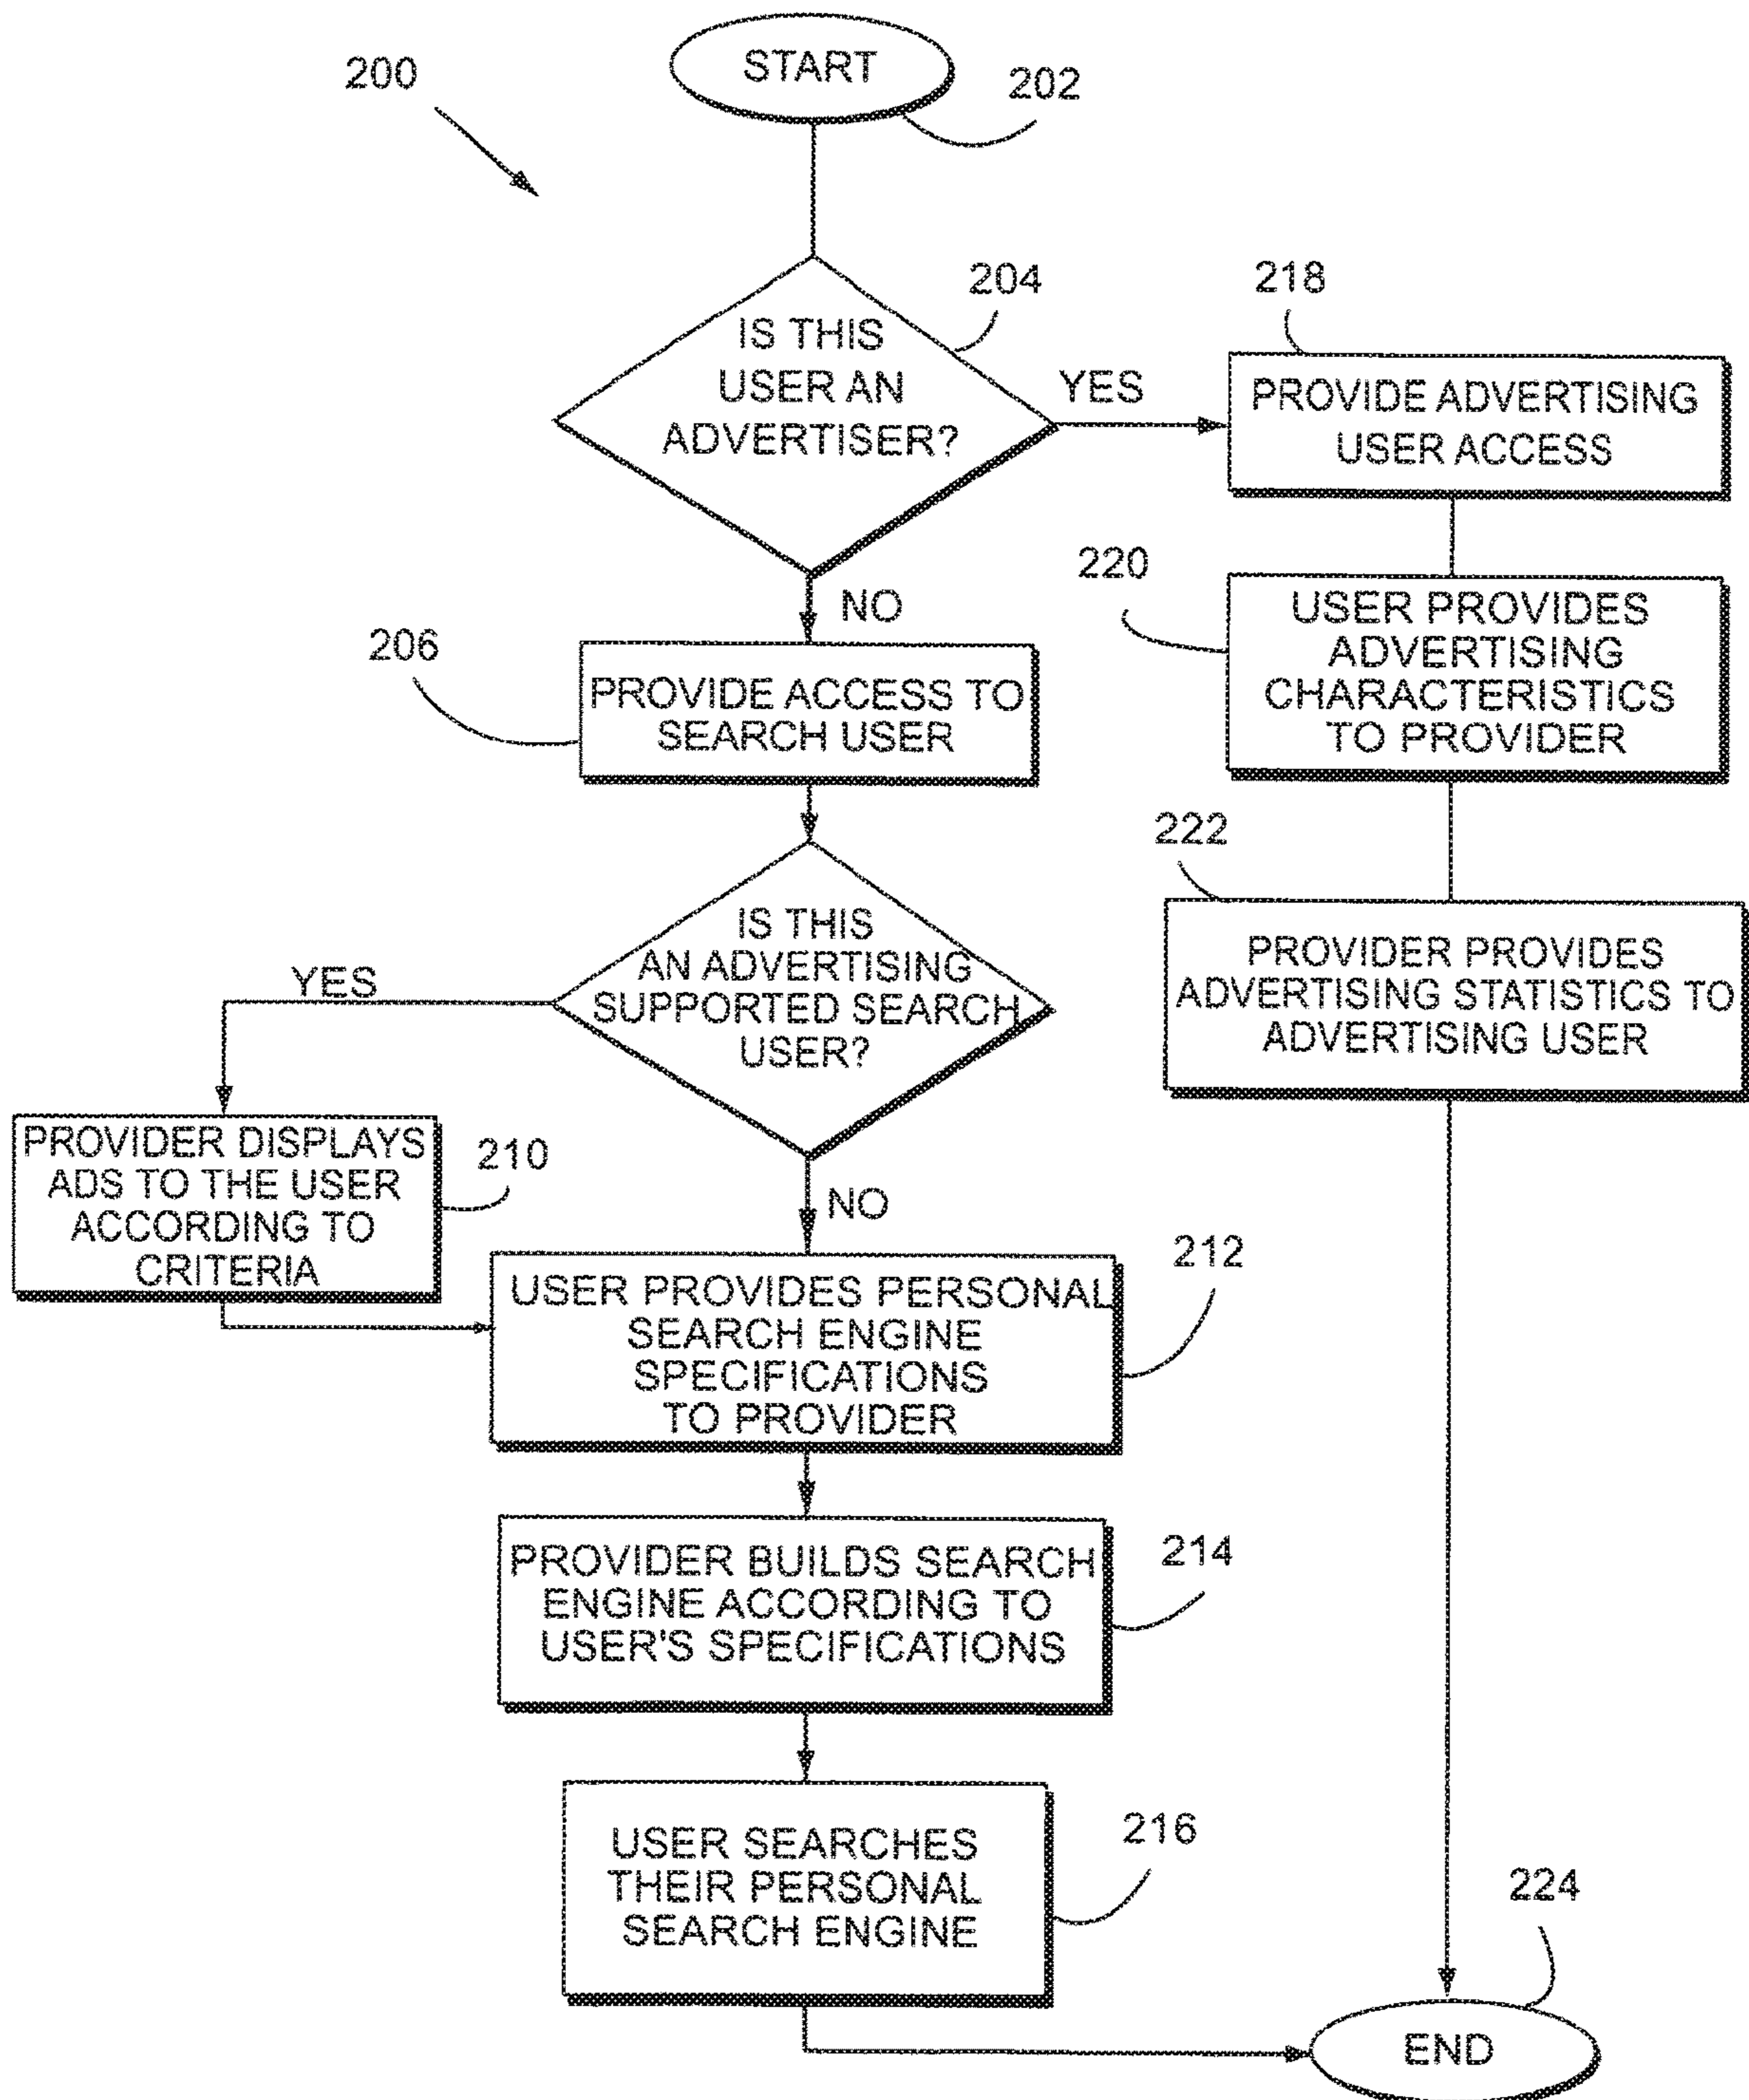 START
200
202
IS THIS
USER AN
ADVERTISER?
204
YES
NO
218
PROVIDE ADVERTISING
USER ACCESS
220
USER PROVIDES
ADVERTISING
CHARACTERISTICS
TO PROVIDER
206
PROVIDE ACCESS TO
SEARCH USER
222
PROVIDER PROVIDES
ADVERTISING STATISTICS TO
ADVERTISING USER
IS THIS
AN ADVERTISING
SUPPORTED SEARCH
USER?
YES
NO
PROVIDER DISPLAYS
ADS TO THE USER
ACCORDING TO
CRITERIA
210
USER PROVIDES PERSONAL
SEARCH ENGINE
SPECIFICATIONS
TO PROVIDER
212
PROVIDER BUILDS SEARCH
ENGINE ACCORDING TO
USER'S SPECIFICATIONS
214
USER SEARCHES
THEIR PERSONAL
SEARCH ENGINE
216
224
END